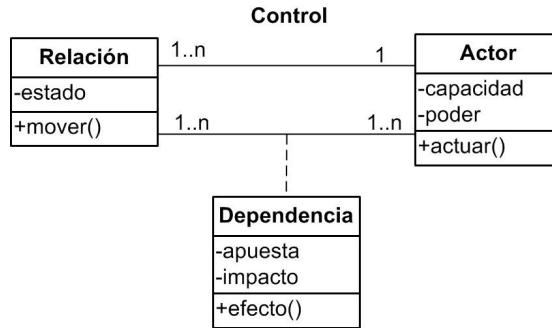 Control
Relación
-estado
+mover()
1..n
1
1..n
1..n
Actor
-capacidad
-poder
+actuar()
Dependencia
-apuesta
-impacto
+efecto()